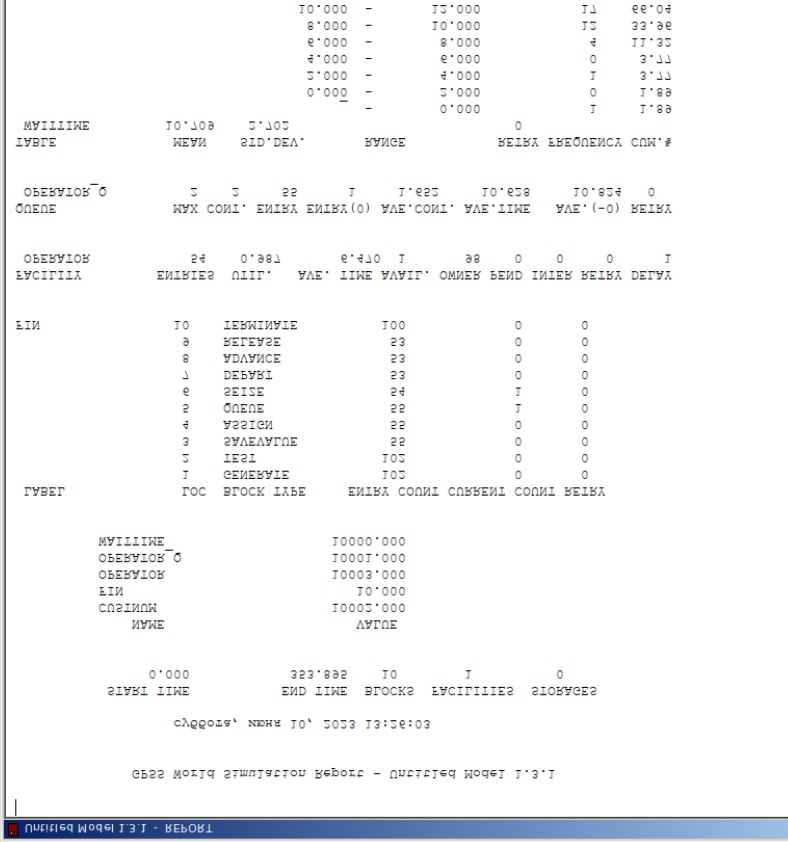 Untitled Model 1.3.1 - REPORT
GPSS World Simulation Report - Untitled Model 1.3.1
суббота, июня 10, 2023 13:26:03
START TIME END TIME BLOCKS FACILITIES STORAGES
0.000 353.895 10 1 0
NAME VALUE
CUSTNUM 10002.000
FIN 10.000
OPERATOR 10003.000
OPERATOR_Q 10001.000
WAITTIME 10000.000
LABEL LOC BLOCK TYPE ENTRY COUNT CURRENT COUNT RETRY
1 GENERATE 102 0 0
2 TEST 102 0 0
3 SAVEVALUE 55 0 0
4 ASSIGN 55 0 0
5 QUEUE 55 1 0
6 SEIZE 54 1 0
7 DEPART 53 0 0
8 ADVANCE 53 0 0
9 RELEASE 53 0 0
FIN 10 TERMINATE 100 0 0
FACILITY ENTRIES UTIL. AVE. TIME AVAIL. OWNER PEND INTER RETRY DELAY
OPERATOR 54 0.987 6.470 1 98 0 0 0 1
QUEUE MAX CONT. ENTRY ENTRY(0) AVE.CONT. AVE.TIME AVE.(-0) RETRY
OPERATOR_Q 2 2 55 1 1.652 10.628 10.824 0
TABLE MEAN STD.DEV. RANGE RETRY FREQUENCY CUM.%
WAITTIME 10.709 2.702 0
_ - 0.000 1 1.89
0.000 - 2.000 0 1.89
2.000 - 4.000 1 3.77
4.000 - 6.000 0 3.77
6.000 - 8.000 4 11.32
8.000 - 10.000 12 33.96
10.000 - 12.000 17 66.04